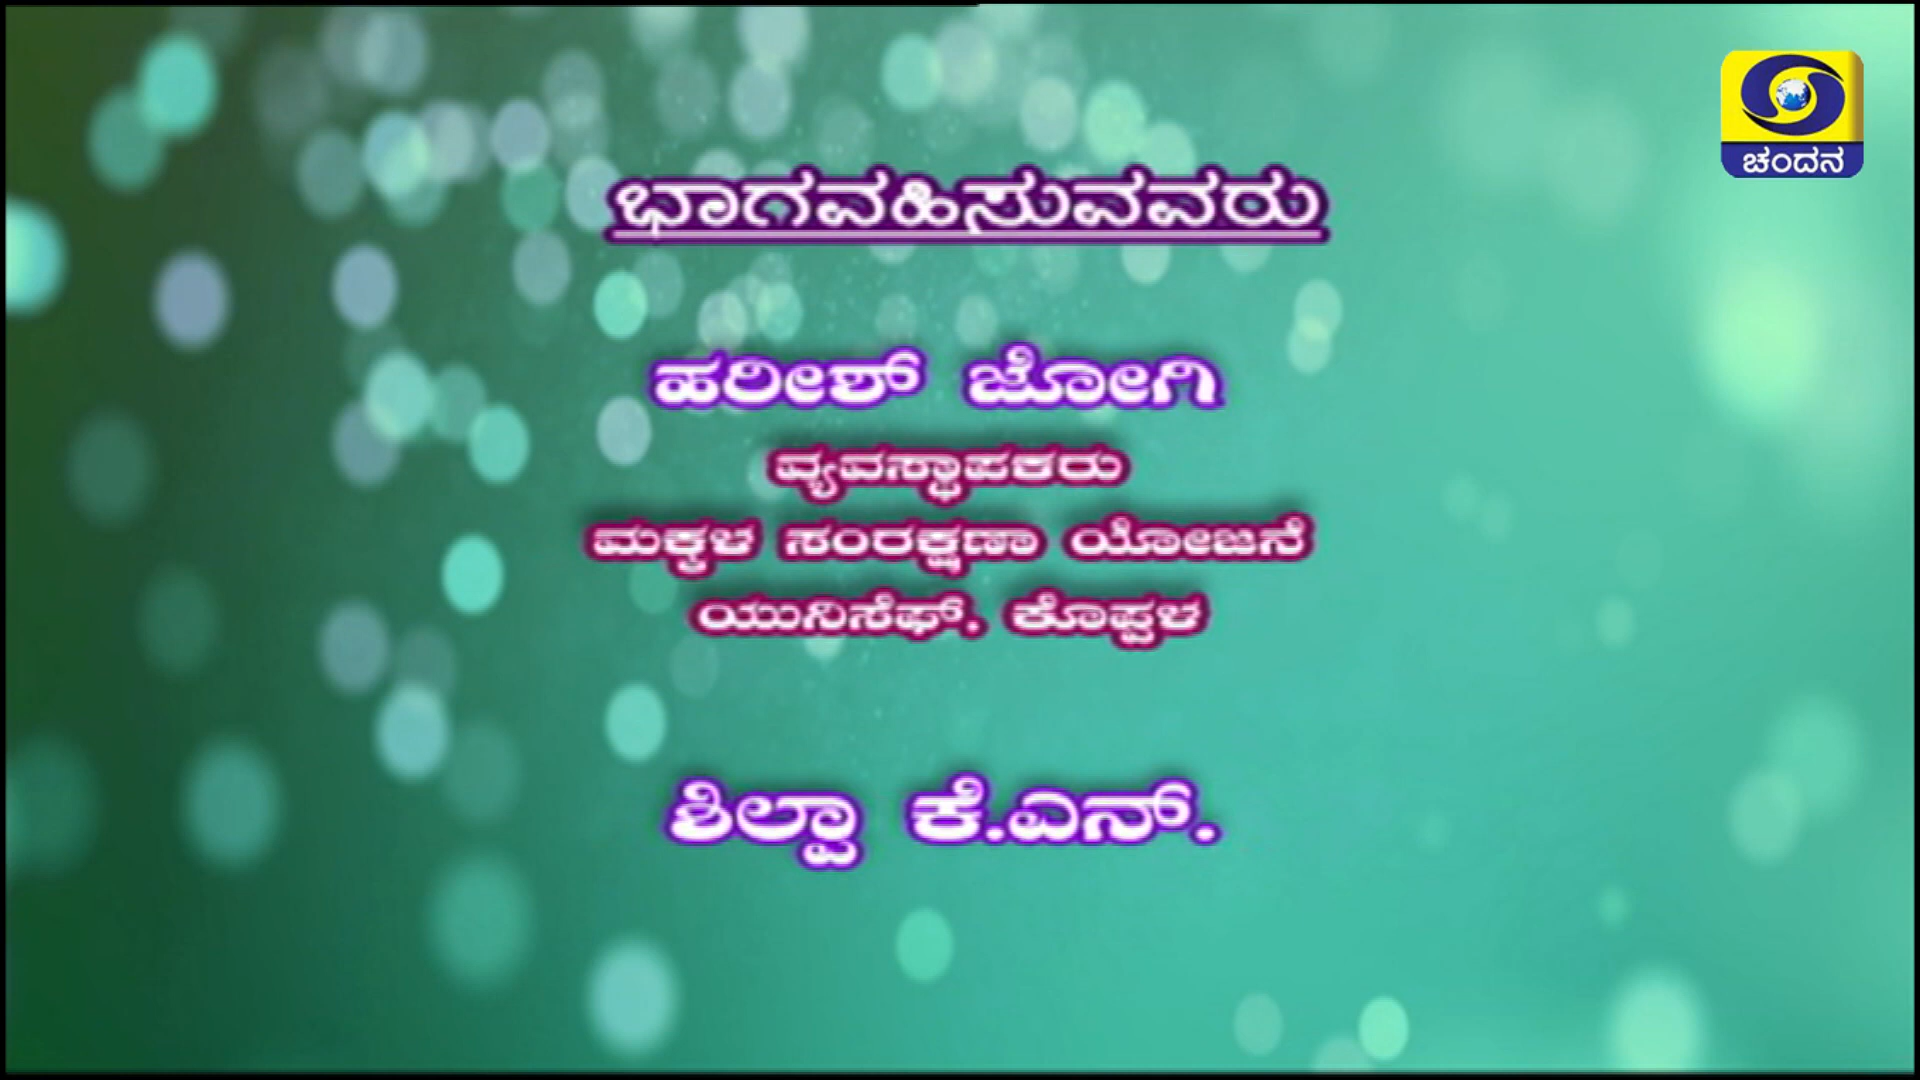 ಚಂದನ
ಭಾಗವಹಿಸುವವರು
ಹರೀಶ್ ಜೋಗಿ
ವ್ಯವಸ್ಥಾಪಕರು
ಮಕ್ಕಳ ಸಂರಕ್ಷಣಾ ಯೋಜನೆ
ಯುನಿಸೆಫ್. ಕೊಪ್ಪಳ
ಶಿಲ್ಪಾ ಕೆ.ಎನ್.